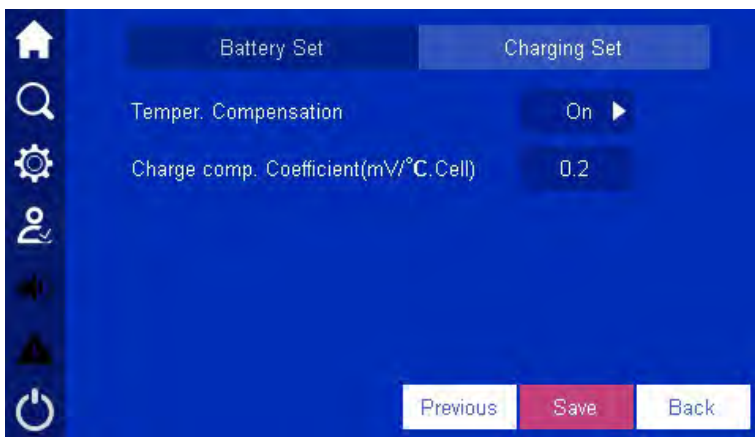 Battery Set Charging Set
Temper. Compensation On
Charge comp. Coefficient(mV/°C.Cell) 0.2
Previous Save Back